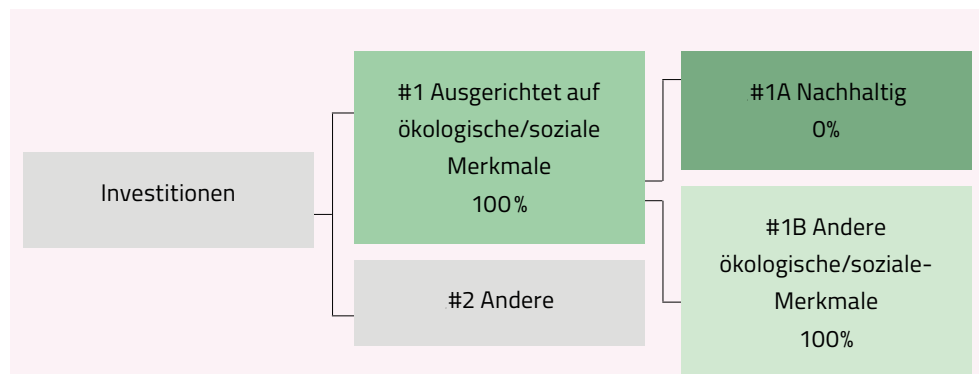 Investitionen
#1 Ausgerichtet auf
ökologische/soziale
Merkmale
100%
#2 Andere
#1A Nachhaltig
0%
#1B Andere
ökologische/soziale-
Merkmale
100%